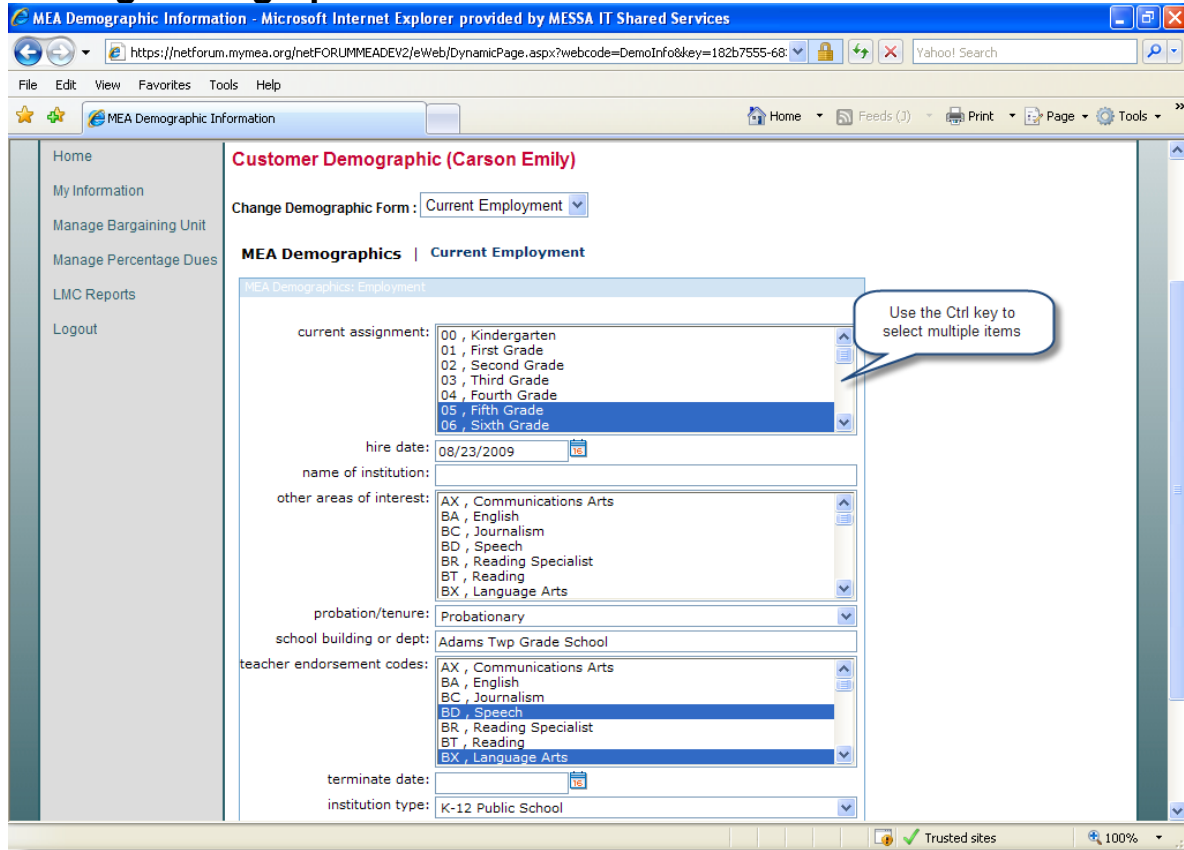 MEA Demographic Information - Microsoft Internet Explorer provided by MESSA IT Shared Services
https://netforum.mymea.org/netFORUMMEADEV2/eWeb/DynamicPage.aspx?webcode=DemoInfo&key=182b7555-68:
Yahoo! Search
File Edit View Favorites Tools Help
MEA Demographic Information
Home Feeds (J) Print Page Tools »
Home
My Information
Manage Bargaining Unit
Manage Percentage Dues
LMC Reports
Logout
Customer Demographic (Carson Emily)
Change Demographic Form : Current Employment
MEA Demographics | Current Employment
MEA Demographics: Employment
Use the Ctrl key to
select multiple items
current assignment:
00 , Kindergarten
01 , First Grade
02 , Second Grade
03 , Third Grade
04 , Fourth Grade
05 , Fifth Grade
06 , Sixth Grade
hire date: 08/23/2009 16
name of institution:
other areas of interest:
AX , Communications Arts
BA , English
BC , Journalism
BD , Speech
BR , Reading Specialist
BT , Reading
BX , Language Arts
probation/tenure: Probationary
school building or dept: Adams Twp Grade School
teacher endorsement codes:
AX , Communications Arts
BA , English
BC , Journalism
BD , Speech
BR , Reading Specialist
BT , Reading
BX , Language Arts
terminate date: 16
institution type: K-12 Public School
Trusted sites 100%